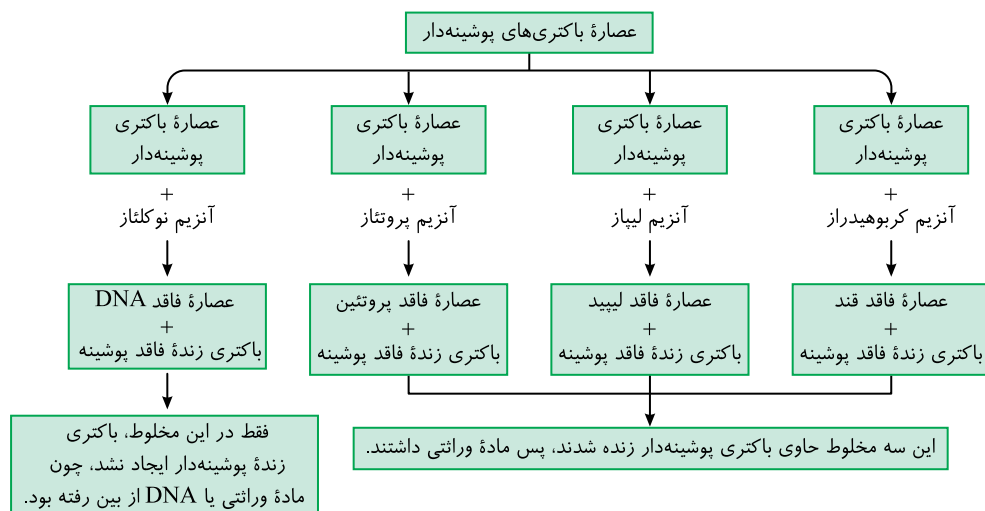 عصارهٔ باکتری‌های پوشینه‌دار
عصارهٔ باکتری
پوشینه‌دار
+
آنزیم کربوهیدراز
عصارهٔ فاقد قند
+
باکتری زندهٔ فاقد پوشینه
عصارهٔ باکتری
پوشینه‌دار
+
آنزیم لیپاز
عصارهٔ فاقد لیپید
+
باکتری زندهٔ فاقد پوشینه
عصارهٔ باکتری
پوشینه‌دار
+
آنزیم پروتئاز
عصارهٔ فاقد پروتئین
+
باکتری زندهٔ فاقد پوشینه
عصارهٔ باکتری
پوشینه‌دار
+
آنزیم نوکلئاز
عصارهٔ فاقد DNA
+
باکتری زندهٔ فاقد پوشینه
این سه مخلوط حاوی باکتری پوشینه‌دار زنده شدند، پس مادهٔ وراثتی داشتند.
فقط در این مخلوط، باکتری
زندهٔ پوشینه‌دار ایجاد نشد، چون
مادهٔ وراثتی یا DNA از بین رفته بود.